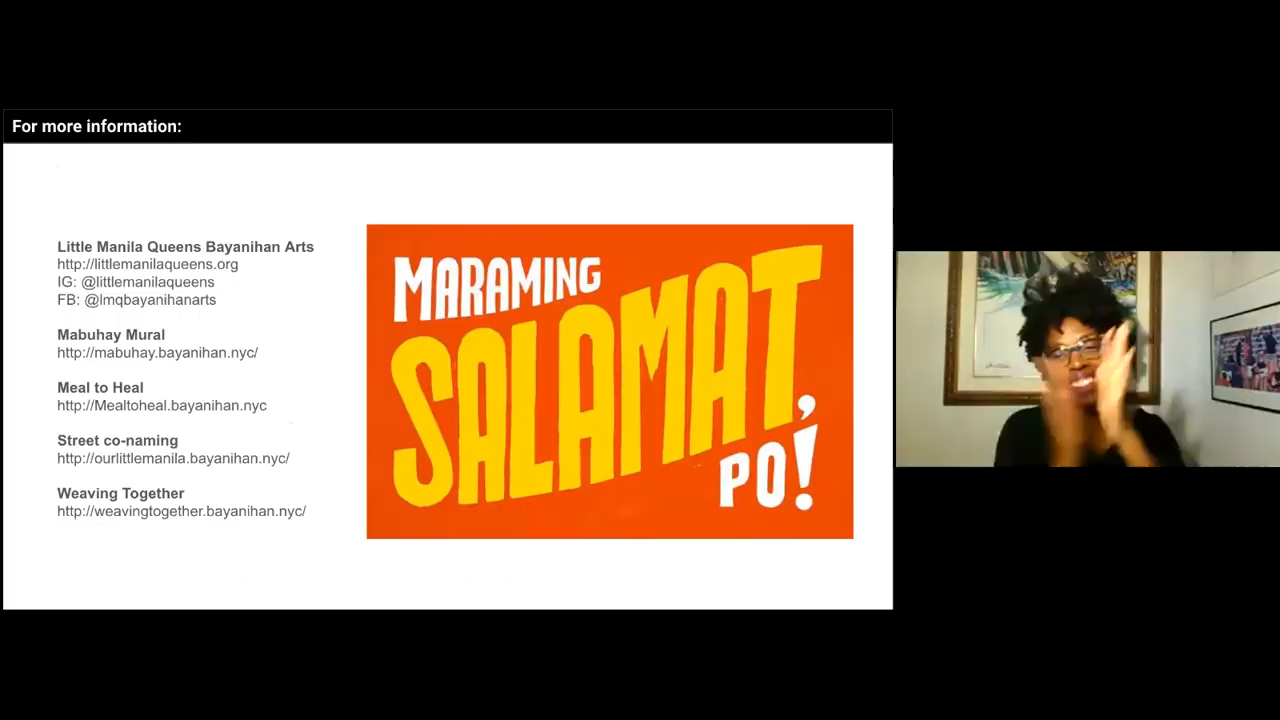 For more information:
Little Manila Queens Bayanihan Arts
http://littlemanilaqueens.org
IG: @littlemanilaqueens
FB: @lmqbayanihanarts
Mabuhay Mural
http://mabuhay.bayanihan.nyc/
Meal to Heal
http://Mealtoheal.bayanihan.nyc
Street co-naming
http://ourlittlemanila.bayanihan.nyc/
Weaving Together
http://weavingtogether.bayanihan.nyc/
MARAMING
SALAMAT,
PO!